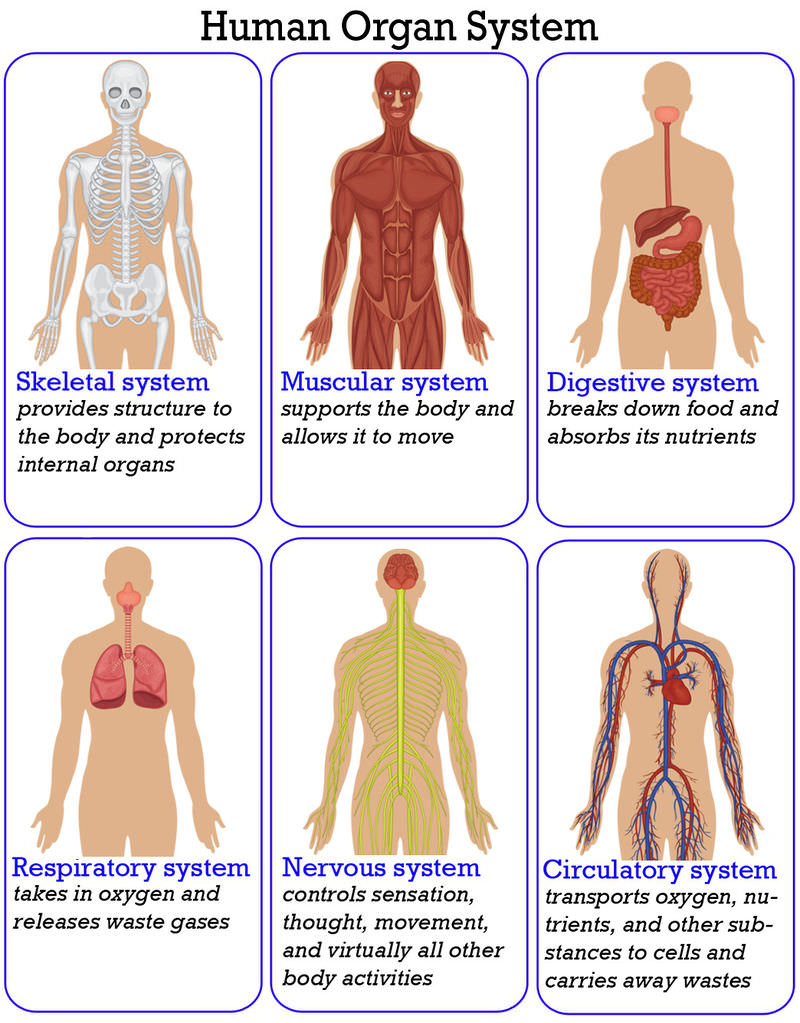 Human Organ System
Skeletal system
provides structure to
the body and protects
internal organs
Muscular system
supports the body and
allows it to move
Digestive system
breaks down food and
absorbs its nutrients
Respiratory system
takes in oxygen and
releases waste gases
Nervous system
controls sensation,
thought, movement,
and virtually all other
body activities
Circulatory system
transports oxygen, nu-
trients, and other sub-
stances to cells and
carries away wastes